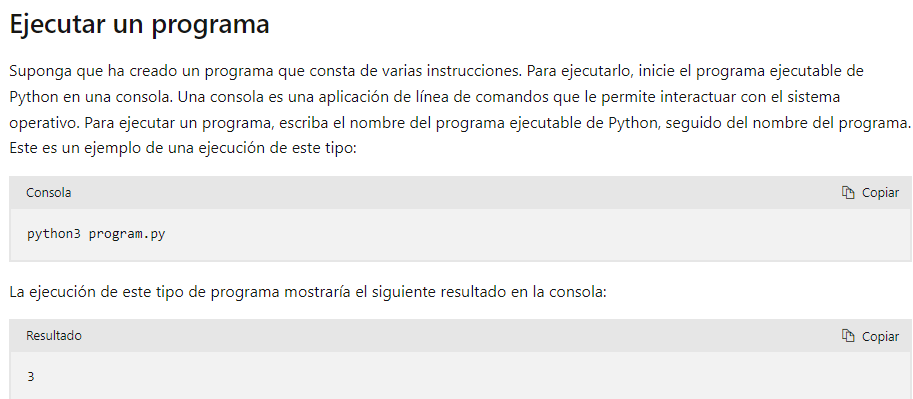 Ejecutar un programa
Suponga que ha creado un programa que consta de varias instrucciones. Para ejecutarlo, inicie el programa ejecutable de
Python en una consola. Una consola es una aplicación de línea de comandos que le permite interactuar con el sistema
operativo. Para ejecutar un programa, escriba el nombre del programa ejecutable de Python, seguido del nombre del programa.
Este es un ejemplo de una ejecución de este tipo:
Consola Copiar
python3 program.py
La ejecución de este tipo de programa mostraría el siguiente resultado en la consola:
Resultado Copiar
3